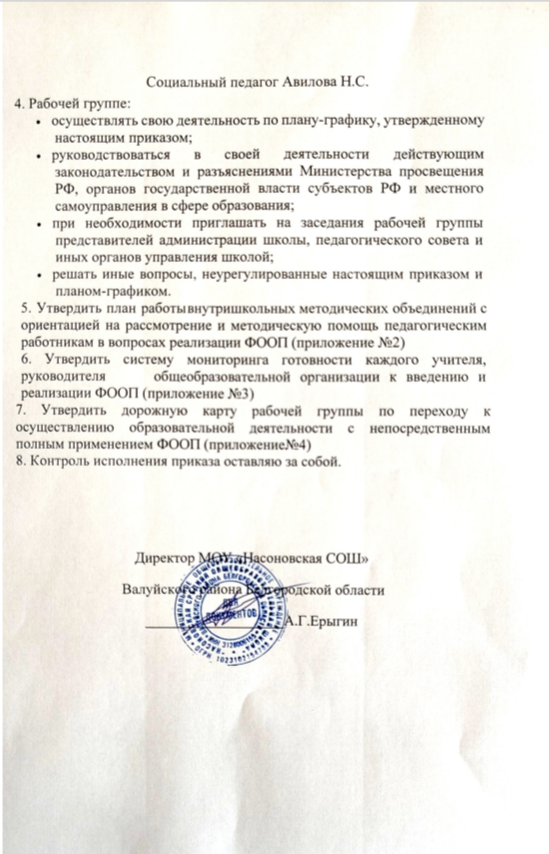 Социальный педагог Авилова Н.С.
4. Рабочей группе:
• осуществлять свою деятельность по плану-графику, утвержденному
настоящим приказом;
• руководствоваться в своей деятельности действующим
законодательством и разъяснениями Министерства просвещения
РФ, органов государственной власти субъектов РФ и местного
самоуправления в сфере образования;
• при необходимости приглашать на заседания рабочей группы
представителей администрации школы, педагогического совета и
иных органов управления школой;
• решать иные вопросы, неурегулированные настоящим приказом и
планом-графиком.
5. Утвердить план работывнутришкольных методических объединений с
ориентацией на рассмотрение и методическую помощь педагогическим
работникам в вопросах реализации ФООП (приложение №2)
6. Утвердить систему мониторинга готовности каждого учителя,
руководителя общеобразовательной организации к введению и
реализации ФООП (приложение №3)
7. Утвердить дорожную карту рабочей группы по переходу к
осуществлению образовательной деятельности с непосредственным
полным применением ФООП (приложение№4)
8. Контроль исполнения приказа оставляю за собой.
Директор МОУ «Насоновская СОШ»
Валуйского района Белгородской области
А.Г.Ерыгин
ДЛЯ
ДОКУМЕНТОВ